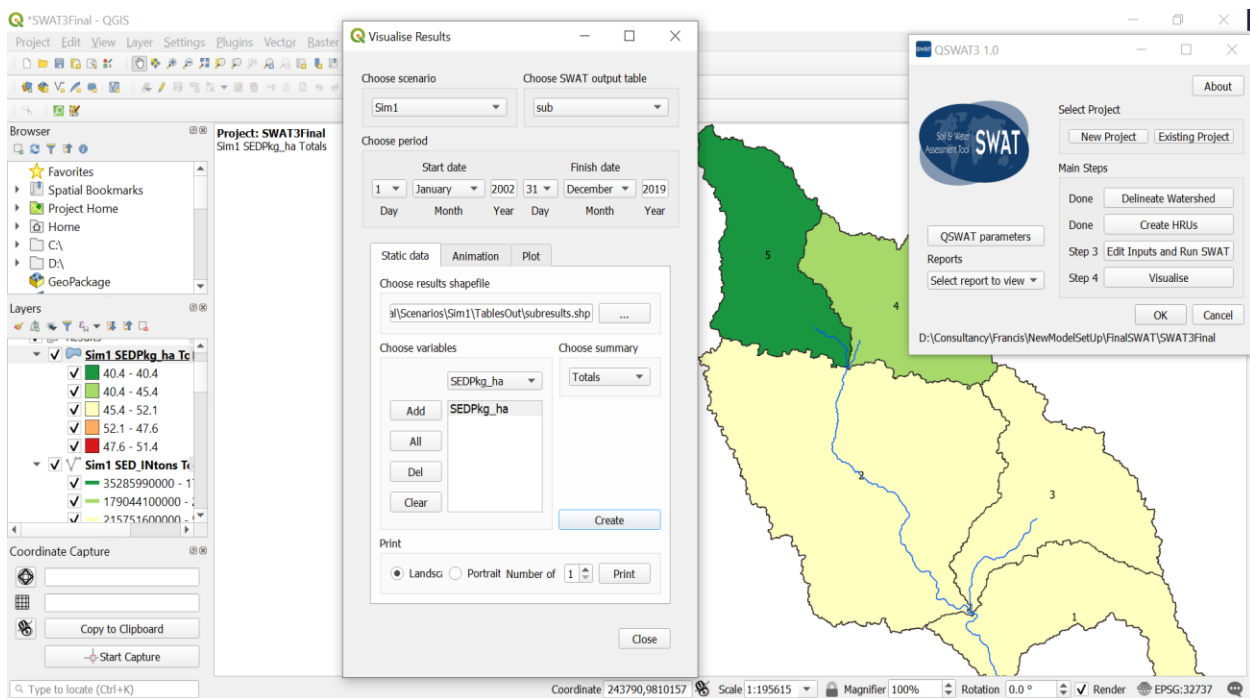 *SWAT3Final - QGIS
Project Edit View Layer Settings Plugins Vector Raster
Browser
Favorites
Spatial Bookmarks
Project Home
Home
C:\
D:\
GeoPackage
Layers
Results
Sim1 SEDPkg_ha To
40.4 - 40.4
40.4 - 45.4
45.4 - 52.1
52.1 - 47.6
47.6 - 51.4
Sim1 SED_INtons To
35285990000 - 17
179044100000 - 2
215751600000 -
Coordinate Capture
Copy to Clipboard
Start Capture
Project: SWAT3Final
Sim1 SEDPkg_ha Totals
Visualise Results
Choose scenario
Choose SWAT output table
Sim1
sub
Choose period
Start date Finish date
1 January 2002 31 December 2019
Day Month Year Day Month Year
Static data Animation Plot
Choose results shapefile
al\Scenarios\Sim1\TablesOut\subresults.shp ...
Choose variables Choose summary
SEDPkg_ha Totals
Add SEDPkg_ha
All
Del
Clear
Create
Print
Landsca Portrait Number of 1 Print
Close
5
4
2
3
1
SWAT QSWAT3 1.0
About
Soil & Water
Assessment Tool
SWAT
Select Project
New Project Existing Project
Main Steps
Done Delineate Watershed
Done Create HRUs
Step 3 Edit Inputs and Run SWAT
Step 4 Visualise
QSWAT parameters
Reports
Select report to view
OK Cancel
D:\Consultancy\Francis\NewModelSetUp\FinalSWAT\SWAT3Final
Type to locate (Ctrl+K) Coordinate 243790,9810157 Scale 1:195615 Magnifier 100% Rotation 0.0 ° Render EPSG:32737